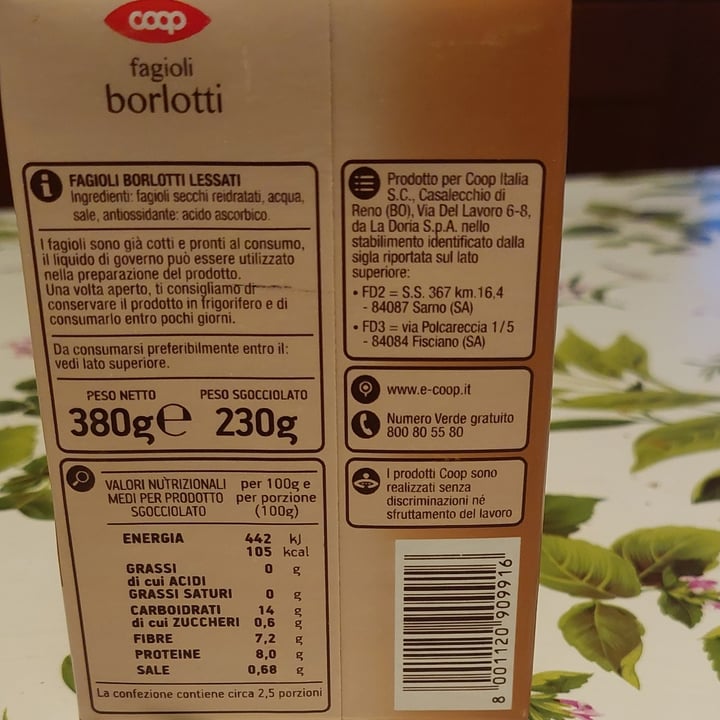 coop
fagioli
borlotti
FAGIOLI BORLOTTI LESSATI
Ingredienti: fagioli secchi reidratati, acqua,
sale, antiossidante: acido ascorbico.
I fagioli sono già cotti e pronti al consumo,
il liquido di governo può essere utilizzato
nella preparazione del prodotto.
Una volta aperto, ti consigliamo di
conservare il prodotto in frigorifero e di
consumarlo entro pochi giorni.
Da consumarsi preferibilmente entro il:
vedi lato superiore.
PESO NETTO PESO SGOCCIOLATO
380g℮ 230g
VALORI NUTRIZIONALI per 100g e
MEDI PER PRODOTTO per porzione
SGOCCIOLATO (100g)
ENERGIA 442 kJ
105 kcal
GRASSI 0 g
di cui ACIDI
GRASSI SATURI 0 g
CARBOIDRATI 14 g
di cui ZUCCHERI 0,6 g
FIBRE 7,2 g
PROTEINE 8,0 g
SALE 0,68 g
La confezione contiene circa 2,5 porzioni
Prodotto per Coop Italia
S.C., Casalecchio di
Reno (BO), Via Del Lavoro 6-8,
da La Doria S.p.A. nello
stabilimento identificato dalla
sigla riportata sul lato
superiore:
• FD2 = S.S. 367 km.16,4
- 84087 Sarno (SA)
• FD3 = via Polcareccia 1/5
- 84084 Fisciano (SA)
www.e-coop.it
Numero Verde gratuito
800 80 55 80
I prodotti Coop sono
realizzati senza
discriminazioni né
sfruttamento del lavoro
8 001120 909916